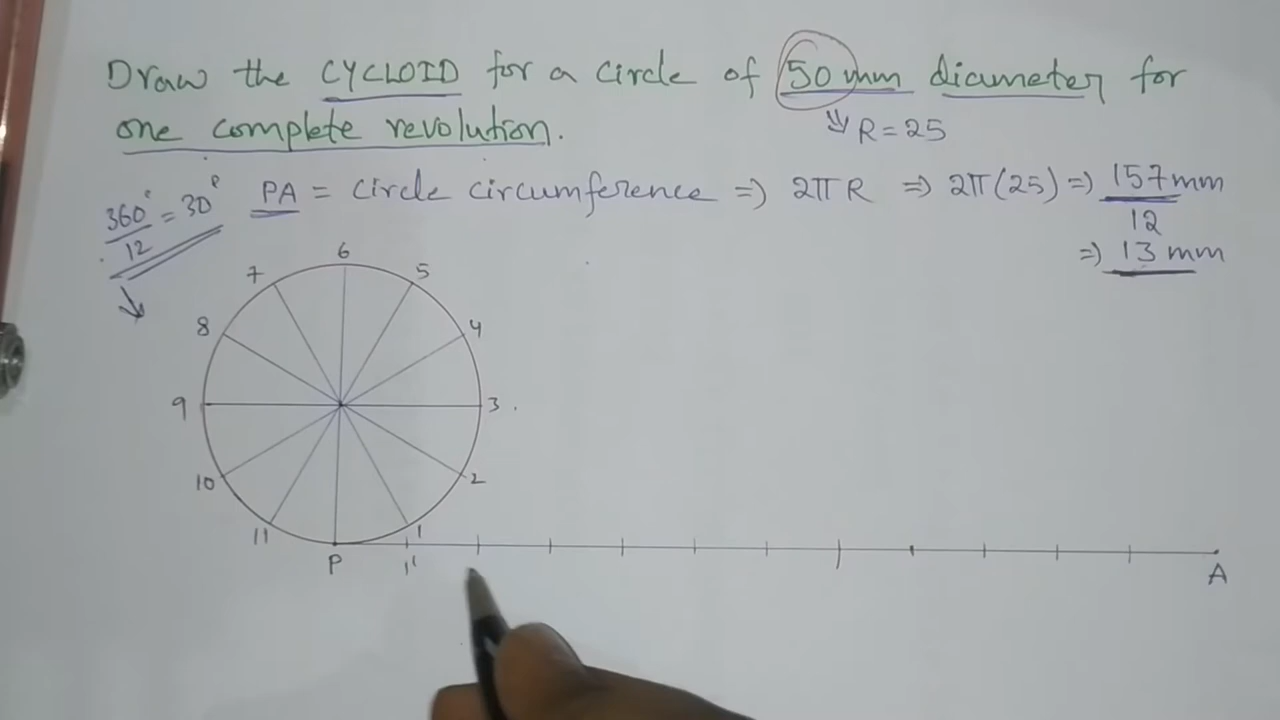 Draw the CYCLOID for a circle of 50 mm diameter for
one complete revolution.
⇒ R = 25
360°/12 = 30°
PA = circle circumference ⇒ 2πR ⇒ 2π(25) ⇒ 157mm/12
⇒ 13 mm
6
7
5
8
4
9
3
10
2
11
1
P
1'
A